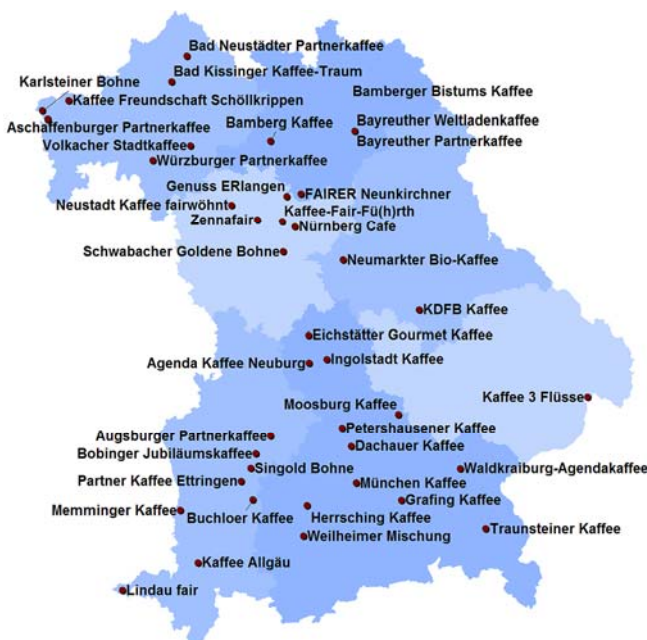 Bad Neustädter Partnerkaffee
Bad Kissinger Kaffee-Traum
Karlsteiner Bohne
Bamberger Bistums Kaffee
Kaffee Freundschaft Schöllkrippen
Aschaffenburger Partnerkaffee
Bamberg Kaffee
Bayreuther Weltladenkaffee
Volkacher Stadtkaffee
Bayreuther Partnerkaffee
Würzburger Partnerkaffee
Genuss ERlangen
FAIRER Neunkirchner
Neustadt Kaffee fairwöhnt
Kaffee-Fair-Fü(h)rth
Zennafair
Nürnberg Cafe
Schwabacher Goldene Bohne
Neumarkter Bio-Kaffee
KDFB Kaffee
Eichstätter Gourmet Kaffee
Agenda Kaffee Neuburg
Ingolstadt Kaffee
Kaffee 3 Flüsse
Moosburg Kaffee
Petershausener Kaffee
Augsburger Partnerkaffee
Dachauer Kaffee
Bobinger Jubiläumskaffee
Singold Bohne
Waldkraiburg-Agendakaffee
Partner Kaffee Ettringen
München Kaffee
Grafing Kaffee
Memminger Kaffee
Buchloer Kaffee
Herrsching Kaffee
Traunsteiner Kaffee
Weilheimer Mischung
Kaffee Allgäu
Lindau fair